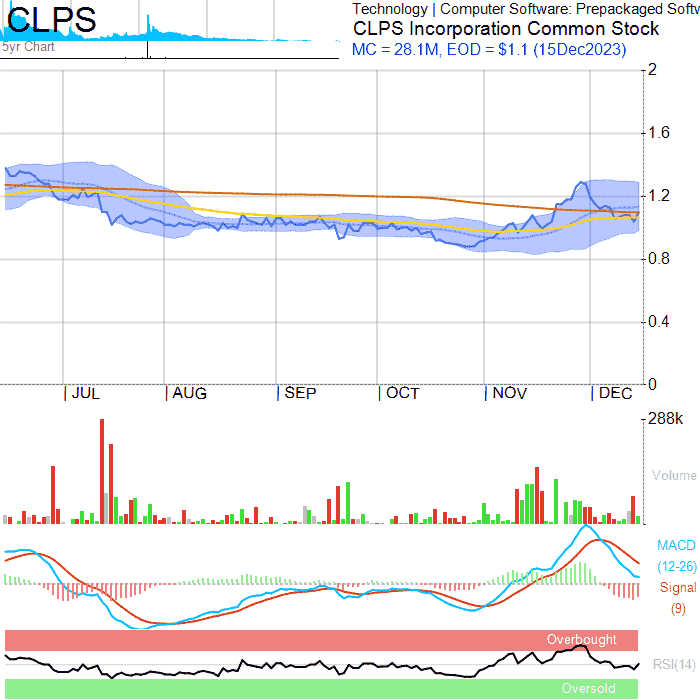 CLPS
5yr Chart
Technology | Computer Software: Prepackaged Softw
CLPS Incorporation Common Stock
MC = 28.1M, EOD = $1.1 (15Dec2023)
2
1.6
1.2
0.8
0.4
0
JUL AUG SEP OCT NOV DEC
288k
Volume
MACD
(12-26)
Signal
(9)
Overbought
RSI(14)
Oversold